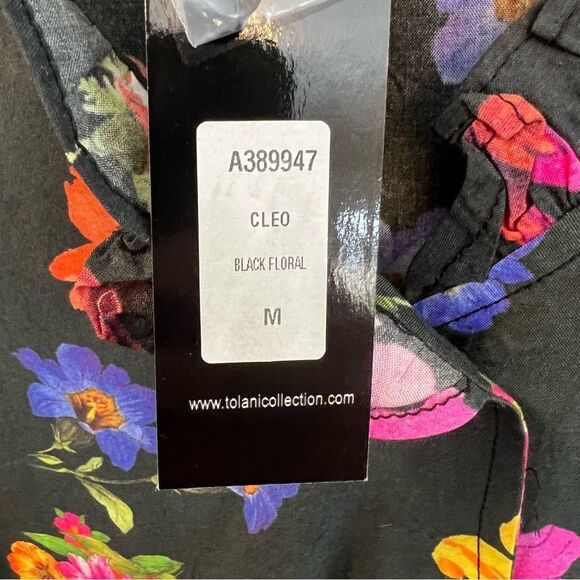 A389947
CLEO
BLACK FLORAL
M
www.tolanicollection.com